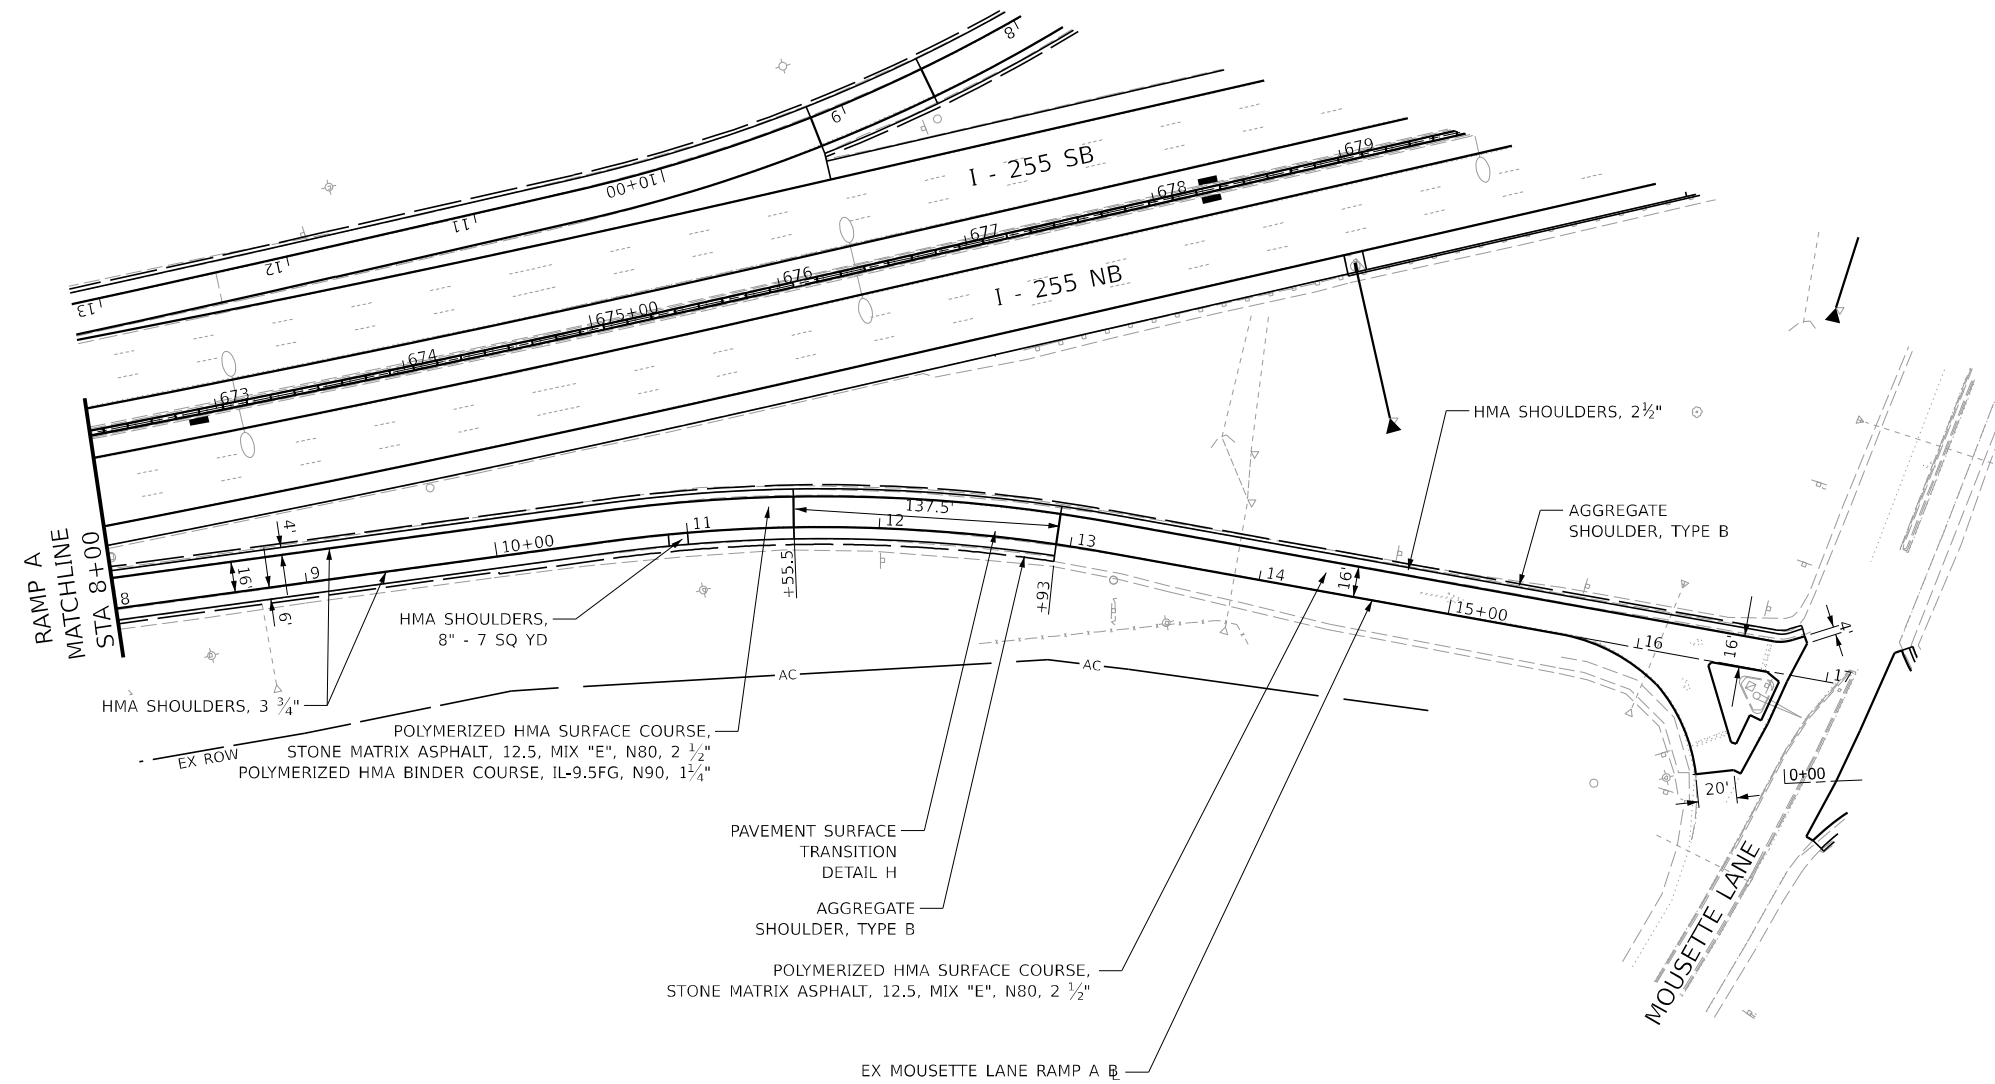 8
9
10+00
11
12
13
I - 255 SB
679
678
677
676
675+00
674
673
I - 255 NB
RAMP A
MATCHLINE
STA 8+00
8
9
10+00
11
12
13
14
15+00
16
17
4'
16'
6'
137.5'
+55.5
+93
16'
16'
4'
20'
0+00
HMA SHOULDERS, 2½"
AGGREGATE
SHOULDER, TYPE B
HMA SHOULDERS,
8" - 7 SQ YD
HMA SHOULDERS, 3 ¾"
AC
AC
EX ROW
POLYMERIZED HMA SURFACE COURSE,
STONE MATRIX ASPHALT, 12.5, MIX "E", N80, 2 ½"
POLYMERIZED HMA BINDER COURSE, IL-9.5FG, N90, 1¼"
PAVEMENT SURFACE
TRANSITION
DETAIL H
AGGREGATE
SHOULDER, TYPE B
POLYMERIZED HMA SURFACE COURSE,
STONE MATRIX ASPHALT, 12.5, MIX "E", N80, 2 ½"
EX MOUSETTE LANE RAMP A ℄
MOUSETTE LANE